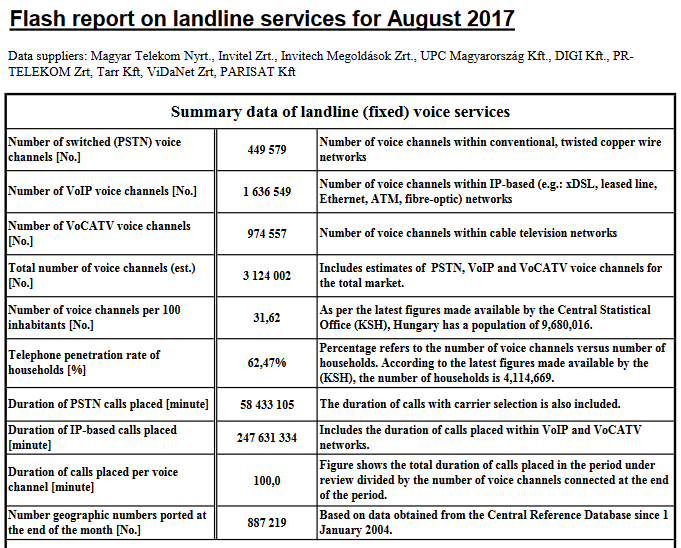 Flash report on landline services for August 2017
Data suppliers: Magyar Telekom Nyrt., Invitel Zrt., Invitech Megoldások Zrt., UPC Magyarország Kft., DIGI Kft., PR-
TELEKOM Zrt, Tarr Kft, ViDaNet Zrt, PARISAT Kft
Summary data of landline (fixed) voice services
Number of switched (PSTN) voice
channels [No.]
449 579
Number of voice channels within conventional, twisted copper wire
networks
Number of VoIP voice channels [No.]
1 636 549
Number of voice channels within IP-based (e.g.: xDSL, leased line,
Ethernet, ATM, fibre-optic) networks
Number of VoCATV voice channels
[No.]
974 557
Number of voice channels within cable television networks
Total number of voice channels (est.)
[No.]
3 124 002
Includes estimates of PSTN, VoIP and VoCATV voice channels for
the total market.
Number of voice channels per 100
inhabitants [No.]
31,62
As per the latest figures made available by the Central Statistical
Office (KSH), Hungary has a population of 9,680,016.
Telephone penetration rate of
households [%]
62,47%
Percentage refers to the number of voice channels versus number of
households. According to the latest figures made available by the
(KSH), the number of households is 4,114,669.
Duration of PSTN calls placed [minute]
58 433 105
The duration of calls with carrier selection is also included.
Duration of IP-based calls placed
[minute]
247 631 334
Includes the duration of calls placed within VoIP and VoCATV
networks.
Duration of calls placed per voice
channel [minute]
100,0
Figure shows the total duration of calls placed in the period under
review divided by the number of voice channels connected at the end
of the period.
Number geographic numbers ported at
the end of the month [No.]
887 219
Based on data obtained from the Central Reference Database since 1
January 2004.